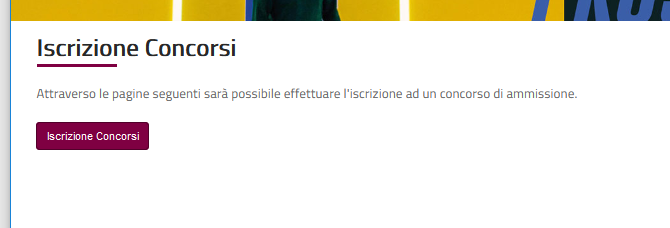 Iscrizione Concorsi
Attraverso le pagine seguenti sarà possibile effettuare l'iscrizione ad un concorso di ammissione.
Iscrizione Concorsi